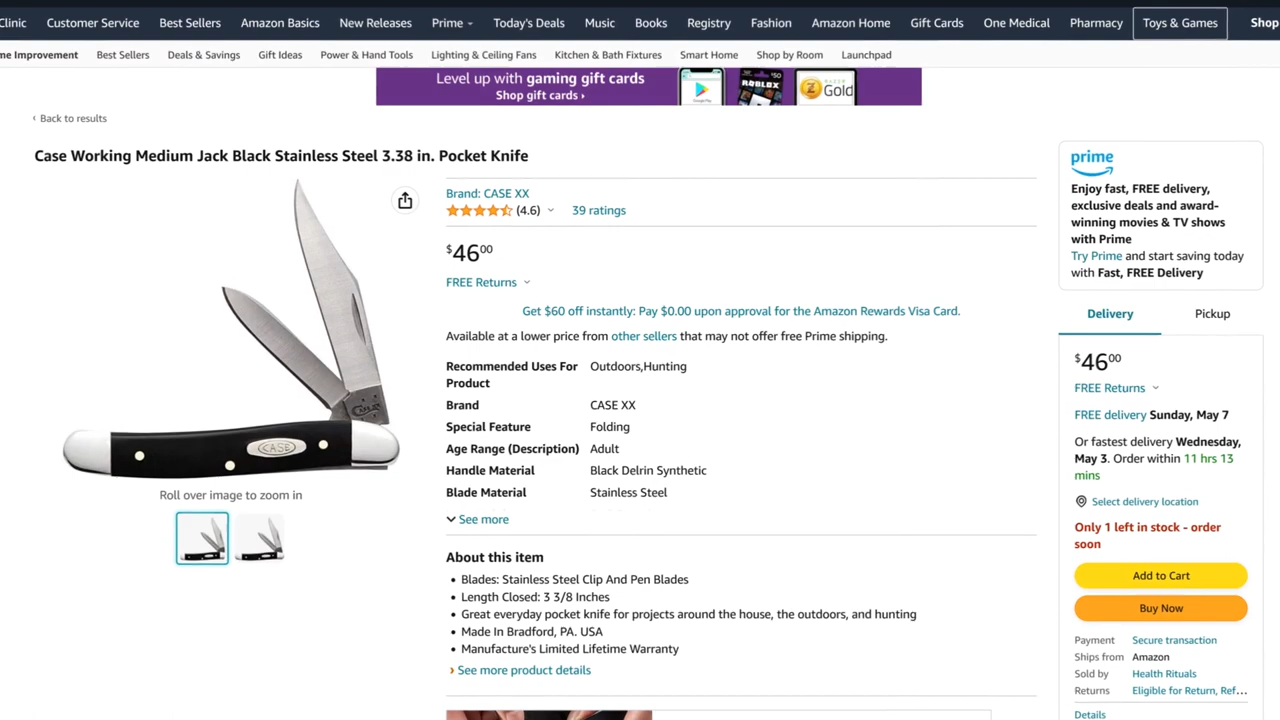 Clinic Customer Service Best Sellers Amazon Basics New Releases Prime Today's Deals Music Books Registry Fashion Amazon Home Gift Cards One Medical Pharmacy Toys & Games Shop
me Improvement Best Sellers Deals & Savings Gift Ideas Power & Hand Tools Lighting & Ceiling Fans Kitchen & Bath Fixtures Smart Home Shop by Room Launchpad
Level up with gaming gift cards
Shop gift cards ›
$50
ROBLOX
Gold
‹ Back to results
Case Working Medium Jack Black Stainless Steel 3.38 in. Pocket Knife
CASE
Roll over image to zoom in
Brand: CASE XX
(4.6) 39 ratings
$4600
FREE Returns
Get $60 off instantly: Pay $0.00 upon approval for the Amazon Rewards Visa Card.
Available at a lower price from other sellers that may not offer free Prime shipping.
Recommended Uses For Product Outdoors,Hunting
Brand CASE XX
Special Feature Folding
Age Range (Description) Adult
Handle Material Black Delrin Synthetic
Blade Material Stainless Steel
See more
About this item
• Blades: Stainless Steel Clip And Pen Blades
• Length Closed: 3 3/8 Inches
• Great everyday pocket knife for projects around the house, the outdoors, and hunting
• Made In Bradford, PA. USA
• Manufacture's Limited Lifetime Warranty
› See more product details
prime
Enjoy fast, FREE delivery,
exclusive deals and award-
winning movies & TV shows
with Prime
Try Prime and start saving today
with Fast, FREE Delivery
Delivery Pickup
$4600
FREE Returns
FREE delivery Sunday, May 7
Or fastest delivery Wednesday,
May 3. Order within 11 hrs 13
mins
Select delivery location
Only 1 left in stock - order
soon
Add to Cart
Buy Now
Payment Secure transaction
Ships from Amazon
Sold by Health Rituals
Returns Eligible for Return, Ref...
Details